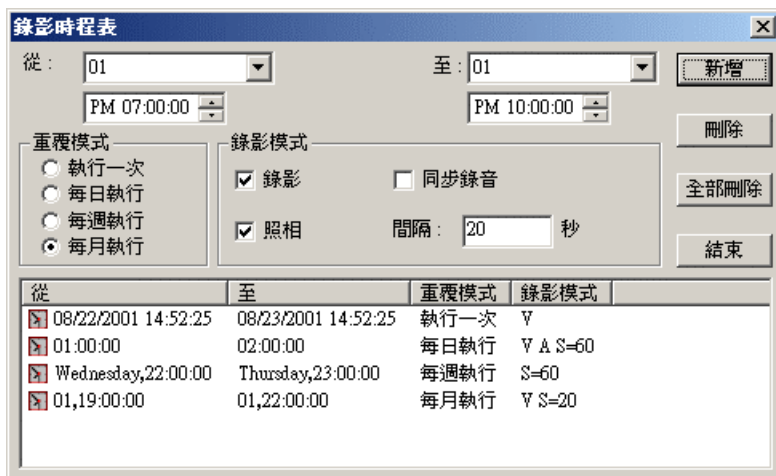 錄影時程表
從： 01 至：01 新增
PM 07:00:00 PM 10:00:00
刪除
重覆模式 錄影模式
執行一次 錄影 同步錄音
每日執行 全部刪除
每週執行 照相 間隔： 20 秒
每月執行 結束
從 至 重覆模式 錄影模式
08/22/2001 14:52:25 08/23/2001 14:52:25 執行一次 V
01:00:00 02:00:00 每日執行 V A S=60
Wednesday,22:00:00 Thursday,23:00:00 每週執行 S=60
01,19:00:00 01,22:00:00 每月執行 V S=20